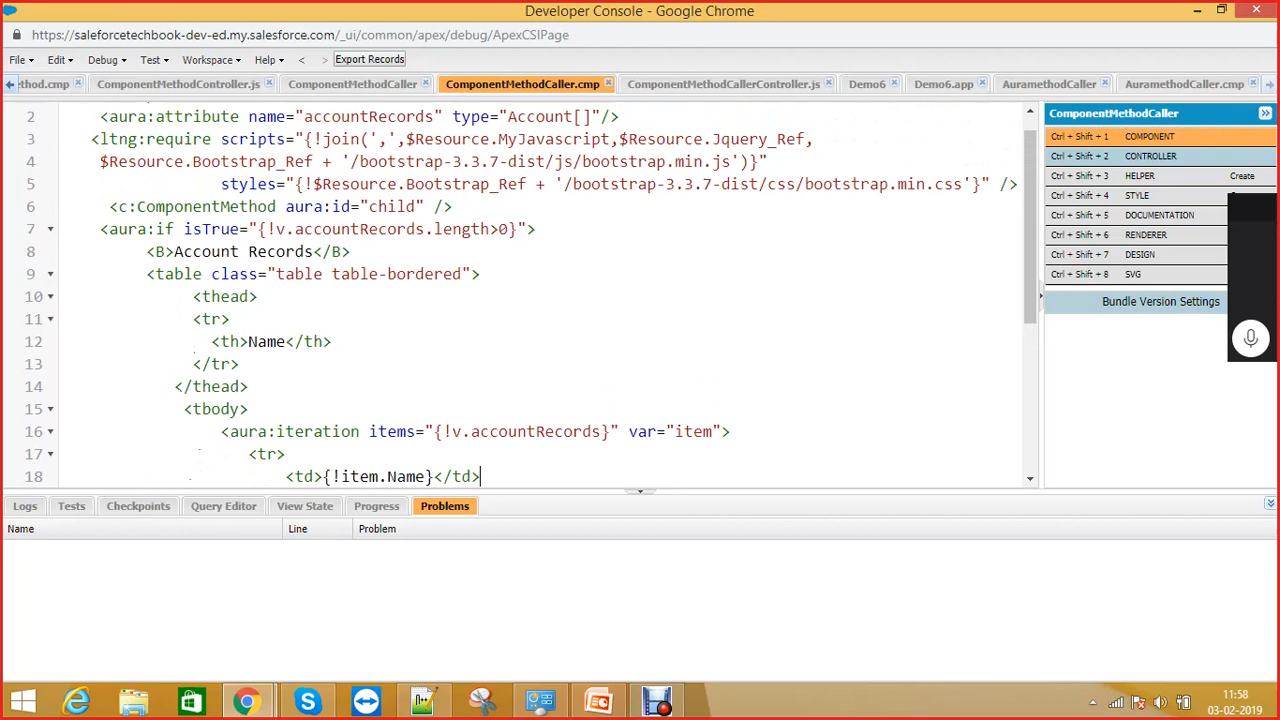 Developer Console - Google Chrome
https://saleforcetechbook-dev-ed.my.salesforce.com/_ui/common/apex/debug/ApexCSIPage
File Edit Debug Test Workspace Help < > Export Records
ethod.cmp ComponentMethodController.js ComponentMethodCaller ComponentMethodCaller.cmp ComponentMethodCallerController.js Demo6 Demo6.app AuramethodCaller AuramethodCaller.cmp
2 <aura:attribute name="accountRecords" type="Account[]"/>
3 <ltng:require scripts="{!join(',',$Resource.MyJavascript,$Resource.Jquery_Ref,
4 $Resource.Bootstrap_Ref + '/bootstrap-3.3.7-dist/js/bootstrap.min.js')}"
5 styles="{!$Resource.Bootstrap_Ref + '/bootstrap-3.3.7-dist/css/bootstrap.min.css'}" />
6 <c:ComponentMethod aura:id="child" />
7 <aura:if isTrue="{!v.accountRecords.length>0}">
8 <B>Account Records</B>
9 <table class="table table-bordered">
10 <thead>
11 <tr>
12 <th>Name</th>
13 </tr>
14 </thead>
15 <tbody>
16 <aura:iteration items="{!v.accountRecords}" var="item">
17 <tr>
18 <td>{!item.Name}</td>
ComponentMethodCaller
Ctrl + Shift + 1 COMPONENT
Ctrl + Shift + 2 CONTROLLER
Ctrl + Shift + 3 HELPER Create
Ctrl + Shift + 4 STYLE
Ctrl + Shift + 5 DOCUMENTATION
Ctrl + Shift + 6 RENDERER
Ctrl + Shift + 7 DESIGN
Ctrl + Shift + 8 SVG
Bundle Version Settings
Logs Tests Checkpoints Query Editor View State Progress Problems
Name Line Problem
11:58
03-02-2019